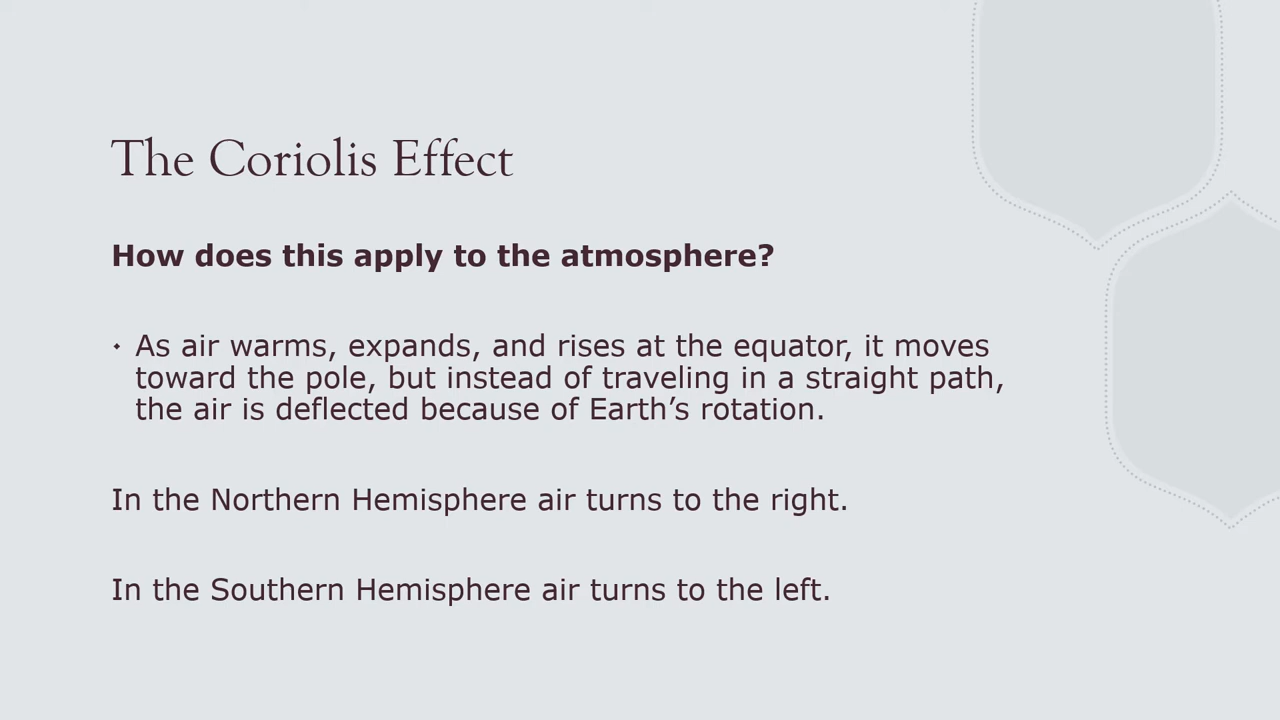 The Coriolis Effect
How does this apply to the atmosphere?
As air warms, expands, and rises at the equator, it moves
toward the pole, but instead of traveling in a straight path,
the air is deflected because of Earth’s rotation.
In the Northern Hemisphere air turns to the right.
In the Southern Hemisphere air turns to the left.